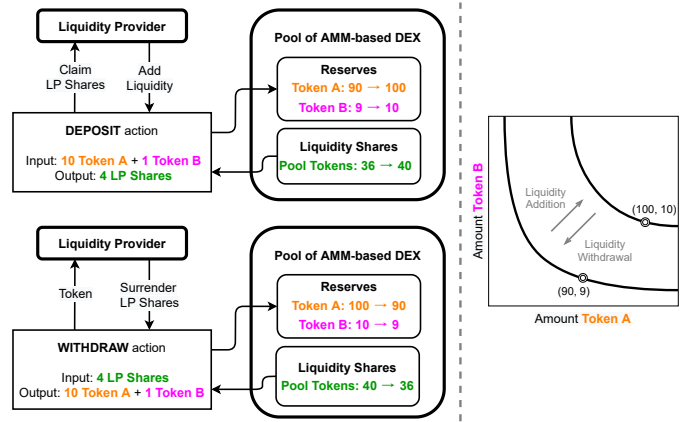 Liquidity Provider
Claim
LP Shares
Add
Liquidity
DEPOSIT action
Input: 10 Token A + 1 Token B
Output: 4 LP Shares
Pool of AMM-based DEX
Reserves
Token A: 90 → 100
Token B: 9 → 10
Liquidity Shares
Pool Tokens: 36 → 40
Liquidity Provider
Token
Surrender
LP Shares
WITHDRAW action
Input: 4 LP Shares
Output: 10 Token A + 1 Token B
Pool of AMM-based DEX
Reserves
Token A: 100 → 90
Token B: 10 → 9
Liquidity Shares
Pool Tokens: 40 → 36
Amount Token B
Liquidity
Addition
(100, 10)
Liquidity
Withdrawal
(90, 9)
Amount Token A